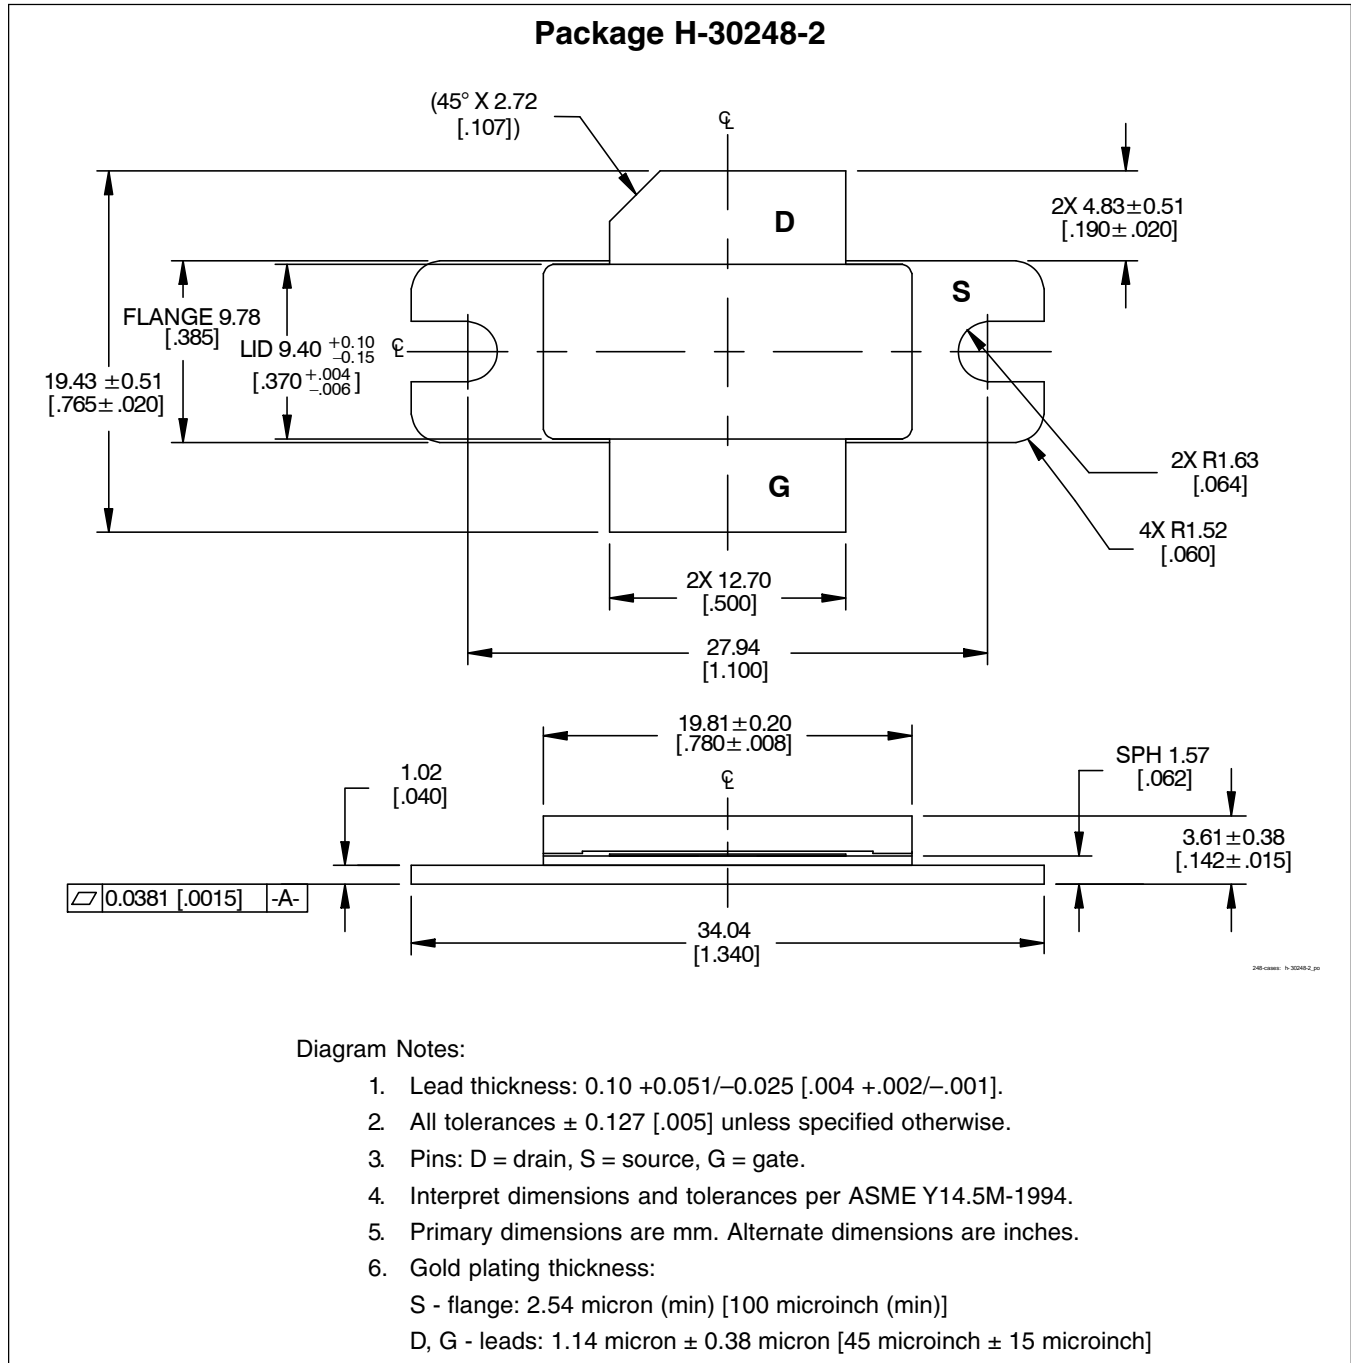 Package H-30248-2
(45° X 2.72
[.107])
℄
D
2X 4.83±0.51
[.190±.020]
S
FLANGE 9.78
[.385]
LID 9.40 +0.10
–0.15
[.370 +.004
–.006]
℄
19.43 ±0.51
[.765±.020]
2X R1.63
[.064]
G
4X R1.52
[.060]
2X 12.70
[.500]
27.94
[1.100]
19.81±0.20
[.780±.008]
℄
SPH 1.57
[.062]
1.02
[.040]
3.61±0.38
[.142±.015]
⏥ 0.0381 [.0015] -A-
34.04
[1.340]
248-cases: h-30248-2_po
Diagram Notes:
1. Lead thickness: 0.10 +0.051/–0.025 [.004 +.002/–.001].
2. All tolerances ± 0.127 [.005] unless specified otherwise.
3. Pins: D = drain, S = source, G = gate.
4. Interpret dimensions and tolerances per ASME Y14.5M-1994.
5. Primary dimensions are mm. Alternate dimensions are inches.
6. Gold plating thickness:
S - flange: 2.54 micron (min) [100 microinch (min)]
D, G - leads: 1.14 micron ± 0.38 micron [45 microinch ± 15 microinch]